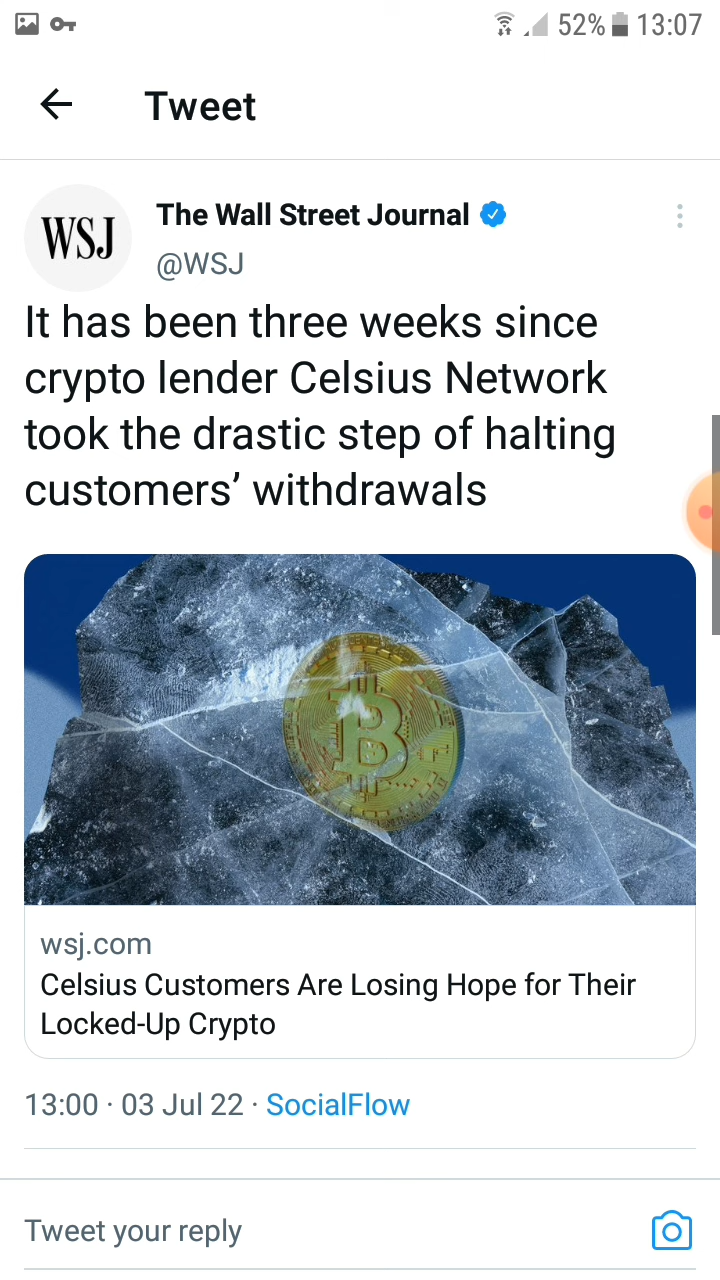 52% 13:07
Tweet
WSJ
The Wall Street Journal
@WSJ
It has been three weeks since
crypto lender Celsius Network
took the drastic step of halting
customers’ withdrawals
B
wsj.com
Celsius Customers Are Losing Hope for Their
Locked-Up Crypto
13:00 · 03 Jul 22 · SocialFlow
Tweet your reply